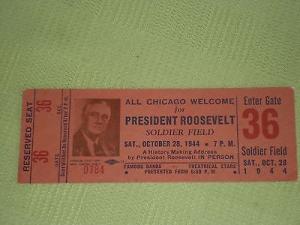 RESERVED SEAT
36
36
ALL CHICAGO WELCOME
for
PRESIDENT ROOSEVELT
SOLDIER FIELD
SAT., OCTOBER 28, 1944 ★ 7 P. M.
A History Making Address
by President Roosevelt IN PERSON
FAMOUS BANDS — THEATRICAL STARS
PRESENTED FROM 5:30 P. M.
0784
Enter Gate
36
Soldier Field
SAT., OCT. 28
1944